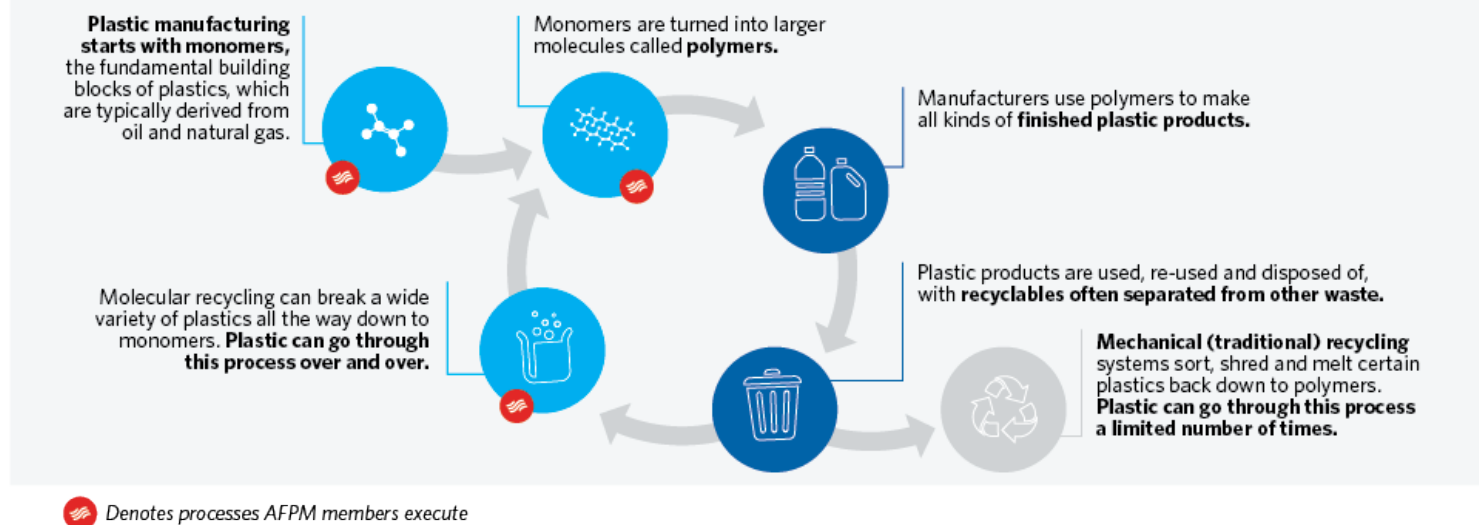 Plastic manufacturing
starts with monomers,
the fundamental building
blocks of plastics, which
are typically derived from
oil and natural gas.
Monomers are turned into larger
molecules called polymers.
Manufacturers use polymers to make
all kinds of finished plastic products.
Plastic products are used, re-used and disposed of,
with recyclables often separated from other waste.
Mechanical (traditional) recycling
systems sort, shred and melt certain
plastics back down to polymers.
Plastic can go through this process
a limited number of times.
Molecular recycling can break a wide
variety of plastics all the way down to
monomers. Plastic can go through
this process over and over.
Denotes processes AFPM members execute